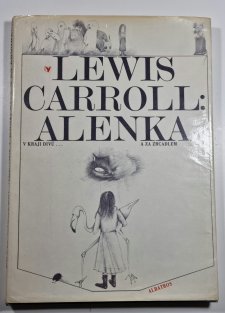 LEWIS
CARROLL:
ALENKA
V KRAJI DIVŮ... A ZA ZRCADLEM
ALBATROS